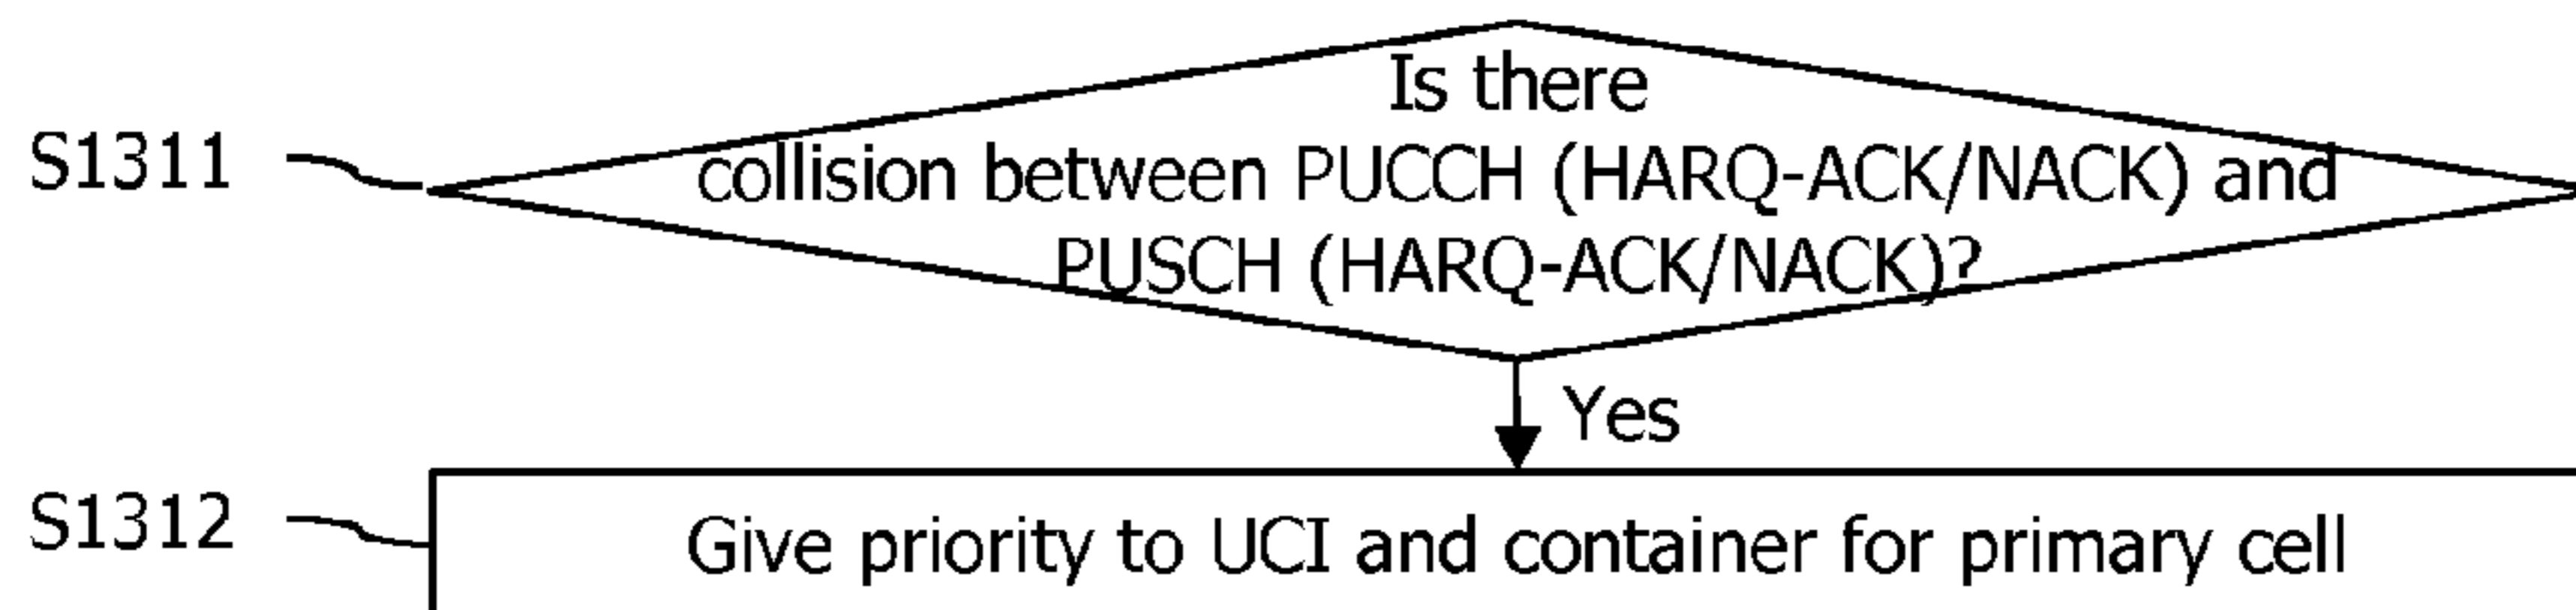 Is there
S1311 collision between PUCCH (HARQ-ACK/NACK) and
PUSCH (HARQ-ACK/NACK)?
Yes
S1312 Give priority to UCI and container for primary cell